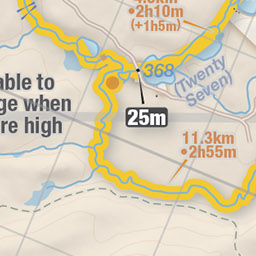 •2h10m
(+1h5m)
368
(Twenty
Seven)
able to
ge when
re high
25m
11.3km
•2h55m